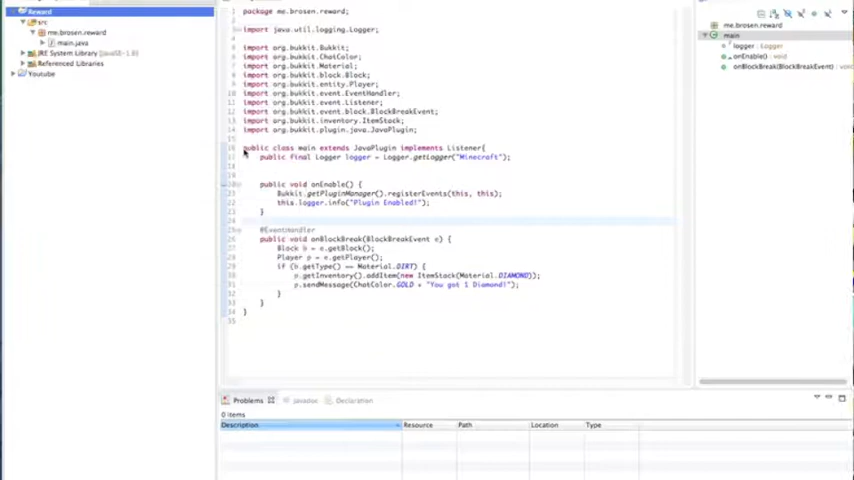 Reward
src
me.brosen.reward
main.java
JRE System Library [JavaSE-1.8]
Referenced Libraries
Youtube
package me.brosen.reward;
import java.util.logging.Logger;
import org.bukkit.Bukkit;
import org.bukkit.ChatColor;
import org.bukkit.Material;
import org.bukkit.block.Block;
import org.bukkit.entity.Player;
import org.bukkit.event.EventHandler;
import org.bukkit.event.Listener;
import org.bukkit.event.block.BlockBreakEvent;
import org.bukkit.inventory.ItemStack;
import org.bukkit.plugin.java.JavaPlugin;
public class main extends JavaPlugin implements Listener{
public final Logger logger = Logger.getLogger("Minecraft");
public void onEnable() {
Bukkit.getPluginManager().registerEvents(this, this);
this.logger.info("Plugin Enabled!");
}
@EventHandler
public void onBlockBreak(BlockBreakEvent e) {
Block b = e.getBlock();
Player p = e.getPlayer();
if (b.getType() == Material.DIRT) {
p.getInventory().addItem(new ItemStack(Material.DIAMOND));
p.sendMessage(ChatColor.GOLD + "You got 1 Diamond!");
}
}
}
me.brosen.reward
main
logger : Logger
onEnable() : void
onBlockBreak(BlockBreakEvent) : void
Problems
Javadoc
Declaration
0 items
Description
Resource
Path
Location
Type